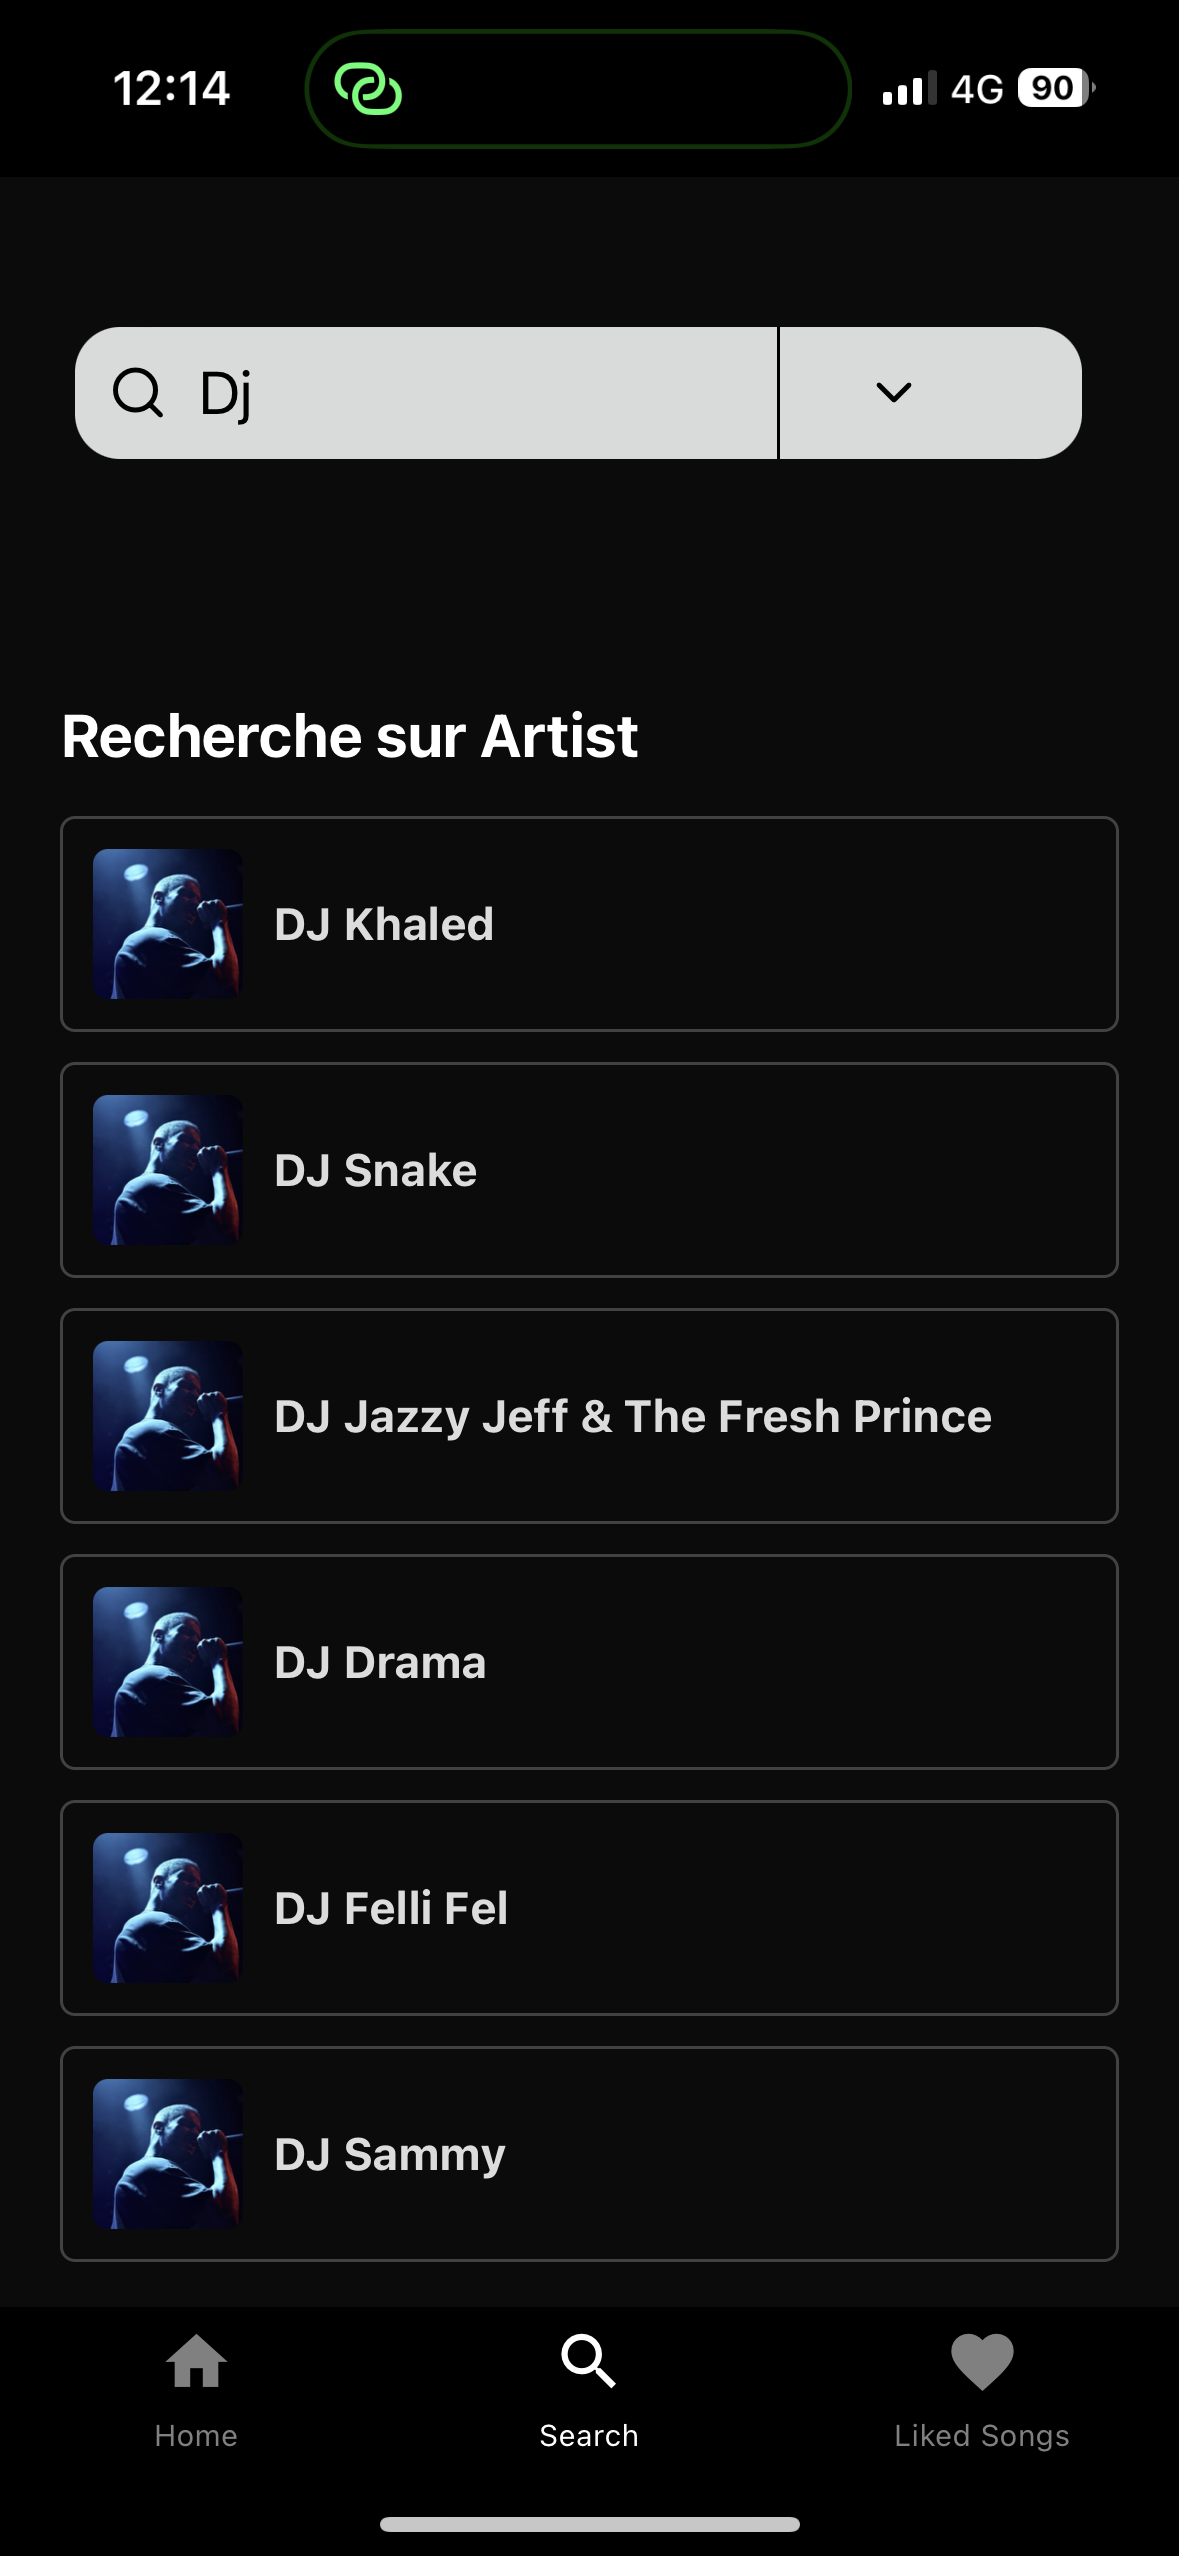 12:14
4G 90
Dj
Recherche sur Artist
DJ Khaled
DJ Snake
DJ Jazzy Jeff & The Fresh Prince
DJ Drama
DJ Felli Fel
DJ Sammy
Home Search Liked Songs